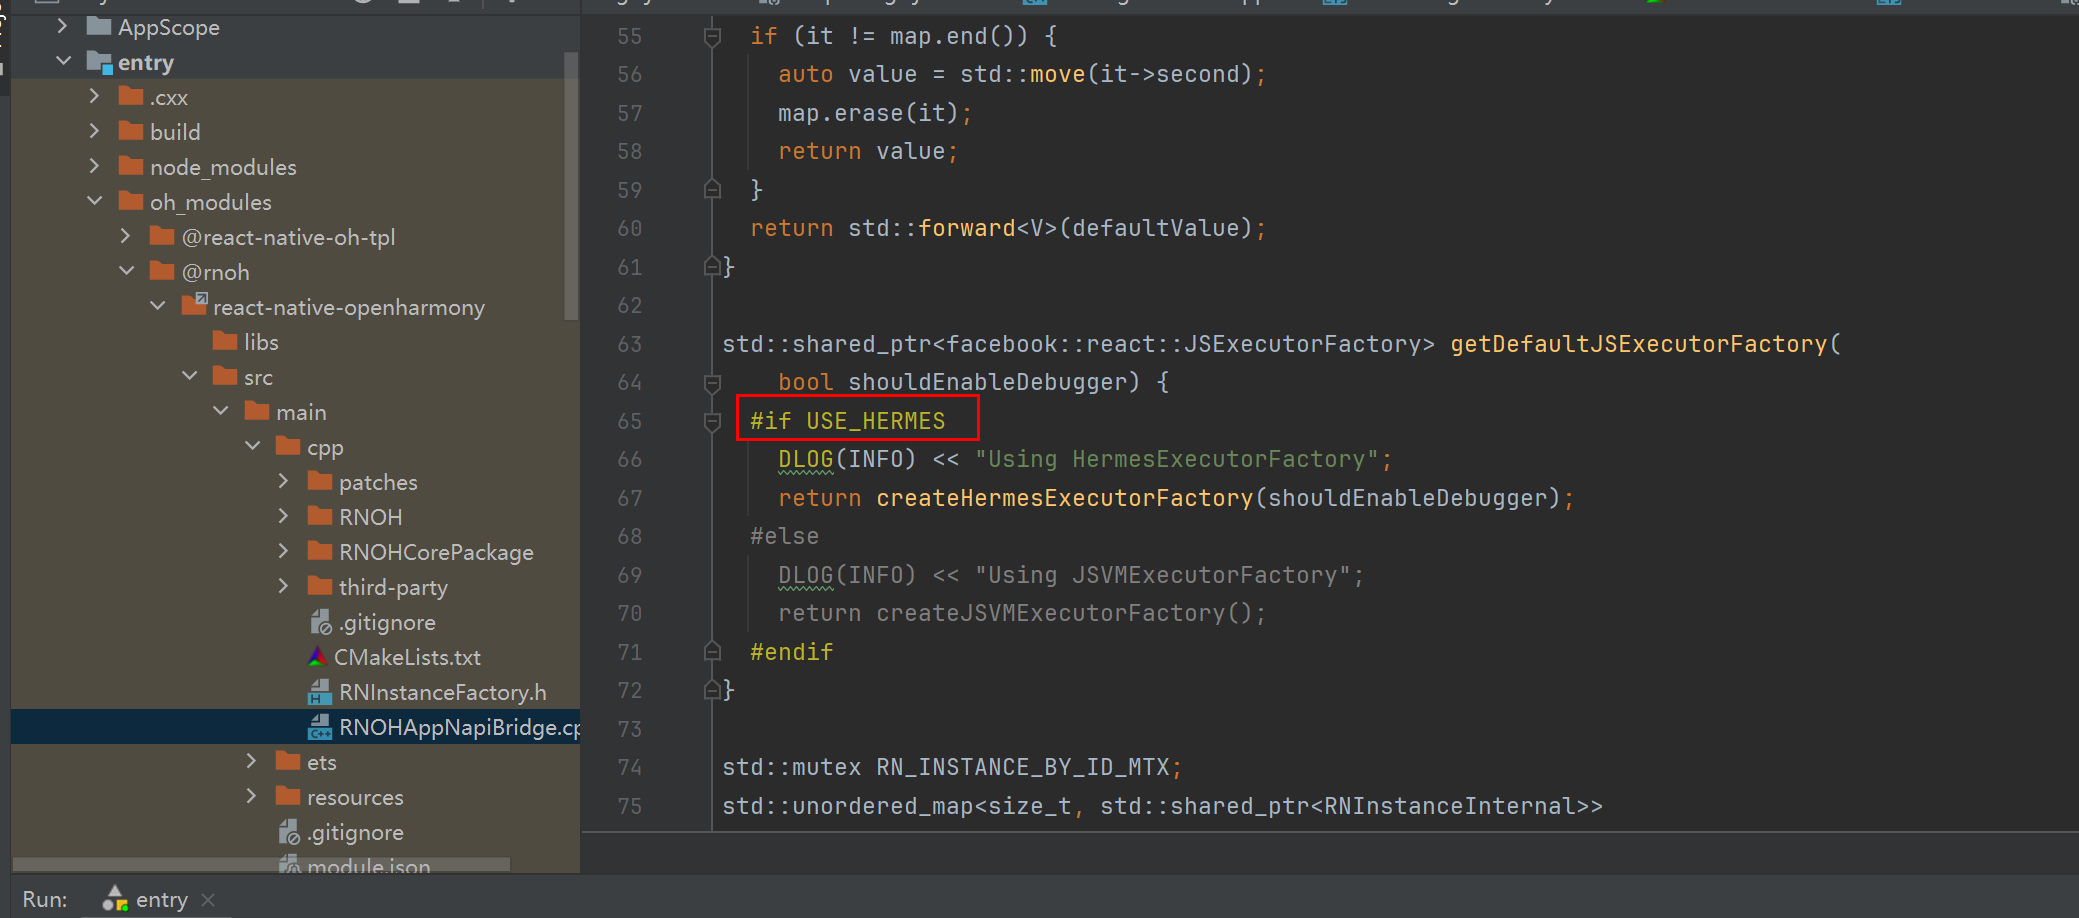 AppScope
entry
.cxx
build
node_modules
oh_modules
@react-native-oh-tpl
@rnoh
react-native-openharmony
libs
src
main
cpp
patches
RNOH
RNOHCorePackage
third-party
.gitignore
CMakeLists.txt
RNInstanceFactory.h
RNOHAppNapiBridge.cp
ets
resources
.gitignore
module.json
55 if (it != map.end()) {
56 auto value = std::move(it->second);
57 map.erase(it);
58 return value;
59 }
60 return std::forward<V>(defaultValue);
61 }
62
63 std::shared_ptr<facebook::react::JSExecutorFactory> getDefaultJSExecutorFactory(
64 bool shouldEnableDebugger) {
65 #if USE_HERMES
66 DLOG(INFO) << "Using HermesExecutorFactory";
67 return createHermesExecutorFactory(shouldEnableDebugger);
68 #else
69 DLOG(INFO) << "Using JSVMExecutorFactory";
70 return createJSVMExecutorFactory();
71 #endif
72 }
73
74 std::mutex RN_INSTANCE_BY_ID_MTX;
75 std::unordered_map<size_t, std::shared_ptr<RNInstanceInternal>>
Run: entry